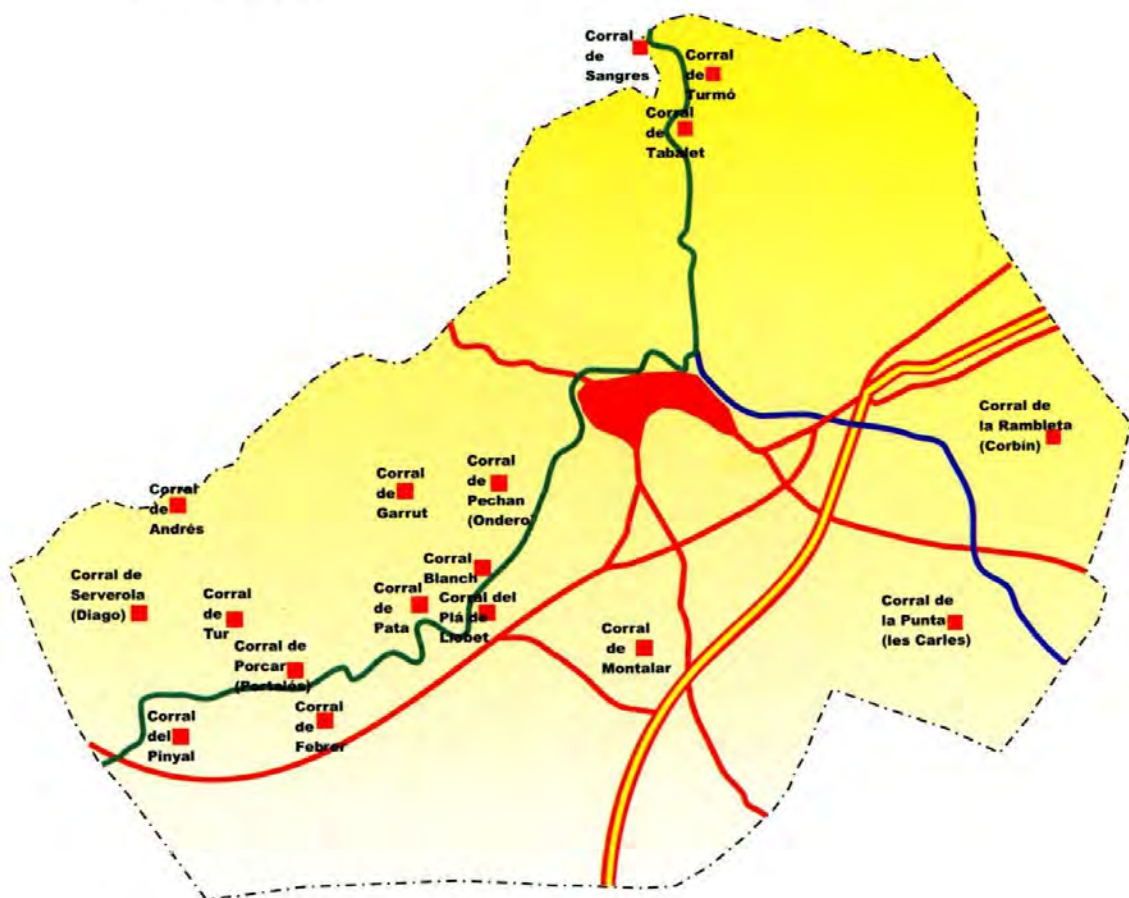 Corral
de
Sangres
Corral
de
Turmó
Corral
de
Tabalet
Corral de
la Rambleta
(Corbín)
Corral
de
Pechan
(Ondero)
Corral
de
Garrut
Corral
de
Andrés
Corral
Blanch
Corral de
Serverola
(Diago)
Corral
de
Tur
Corral
de
Pata
Corral del
Plá de
Llobet
Corral de
la Punta
(les Carles)
Corral
de
Montalar
Corral de
Porcar
Corral
de
Febrer
Corral
del
Pinyal